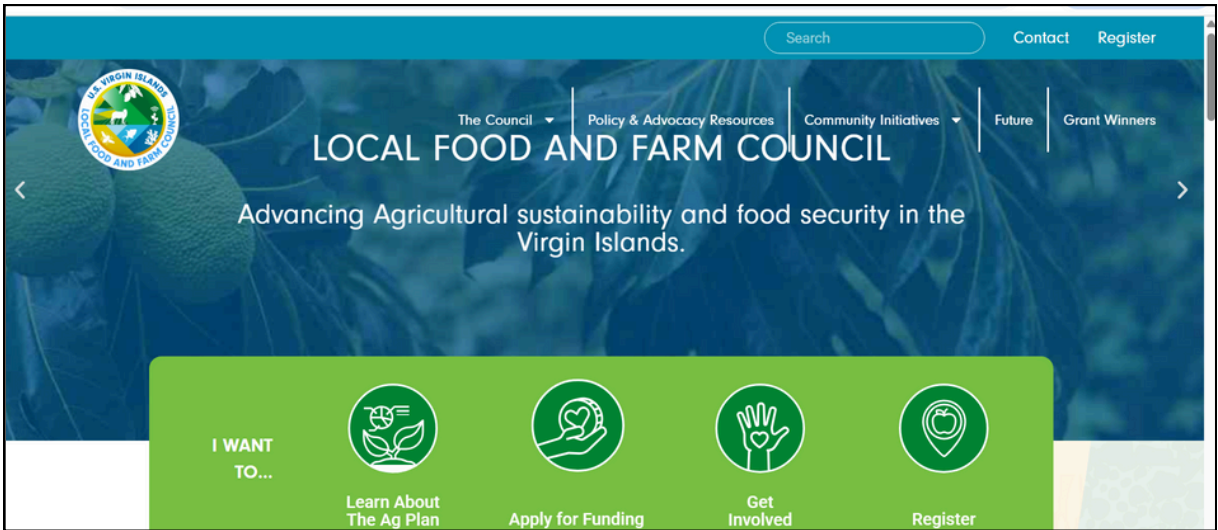 Search
Contact
Register
U.S. VIRGIN ISLANDS
LOCAL FOOD AND FARM COUNCIL
The Council
Policy & Advocacy Resources
Community Initiatives
Future
Grant Winners
LOCAL FOOD AND FARM COUNCIL
Advancing Agricultural sustainability and food security in the
Virgin Islands.
I WANT
TO...
Learn About
The Ag Plan
Apply for Funding
Get
Involved
Register